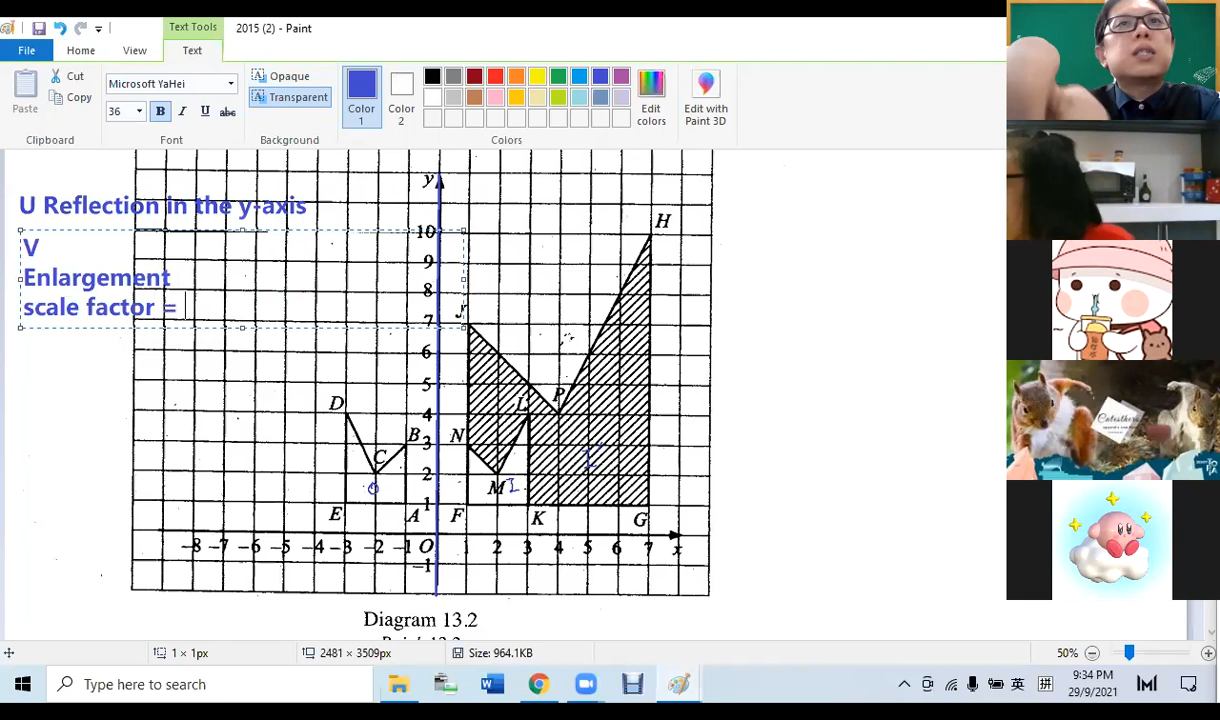 Text Tools
2015 (2) - Paint
File
Home
View
Text
Paste
Cut
Copy
Clipboard
Microsoft YaHei
36
B
I
U
abc
Font
Opaque
Transparent
Background
Color 1
Color 2
Edit colors
Colors
Edit with Paint 3D
U Reflection in the y-axis
V
Enlargement
scale factor =
y
10
9
8
7
6
5
4
3
2
1
–1
H
J
P
L
D
N
B
C
M
I
I'
E
A
F
K
G
–8 –7 –6 –5 –4 –3 –2 –1 O 1 2 3 4 5 6 7 x
Diagram 13.2
Catesthers
1 × 1px
2481 × 3509px
Size: 964.1KB
50%
Type here to search
英
拼
9:34 PM
29/9/2021